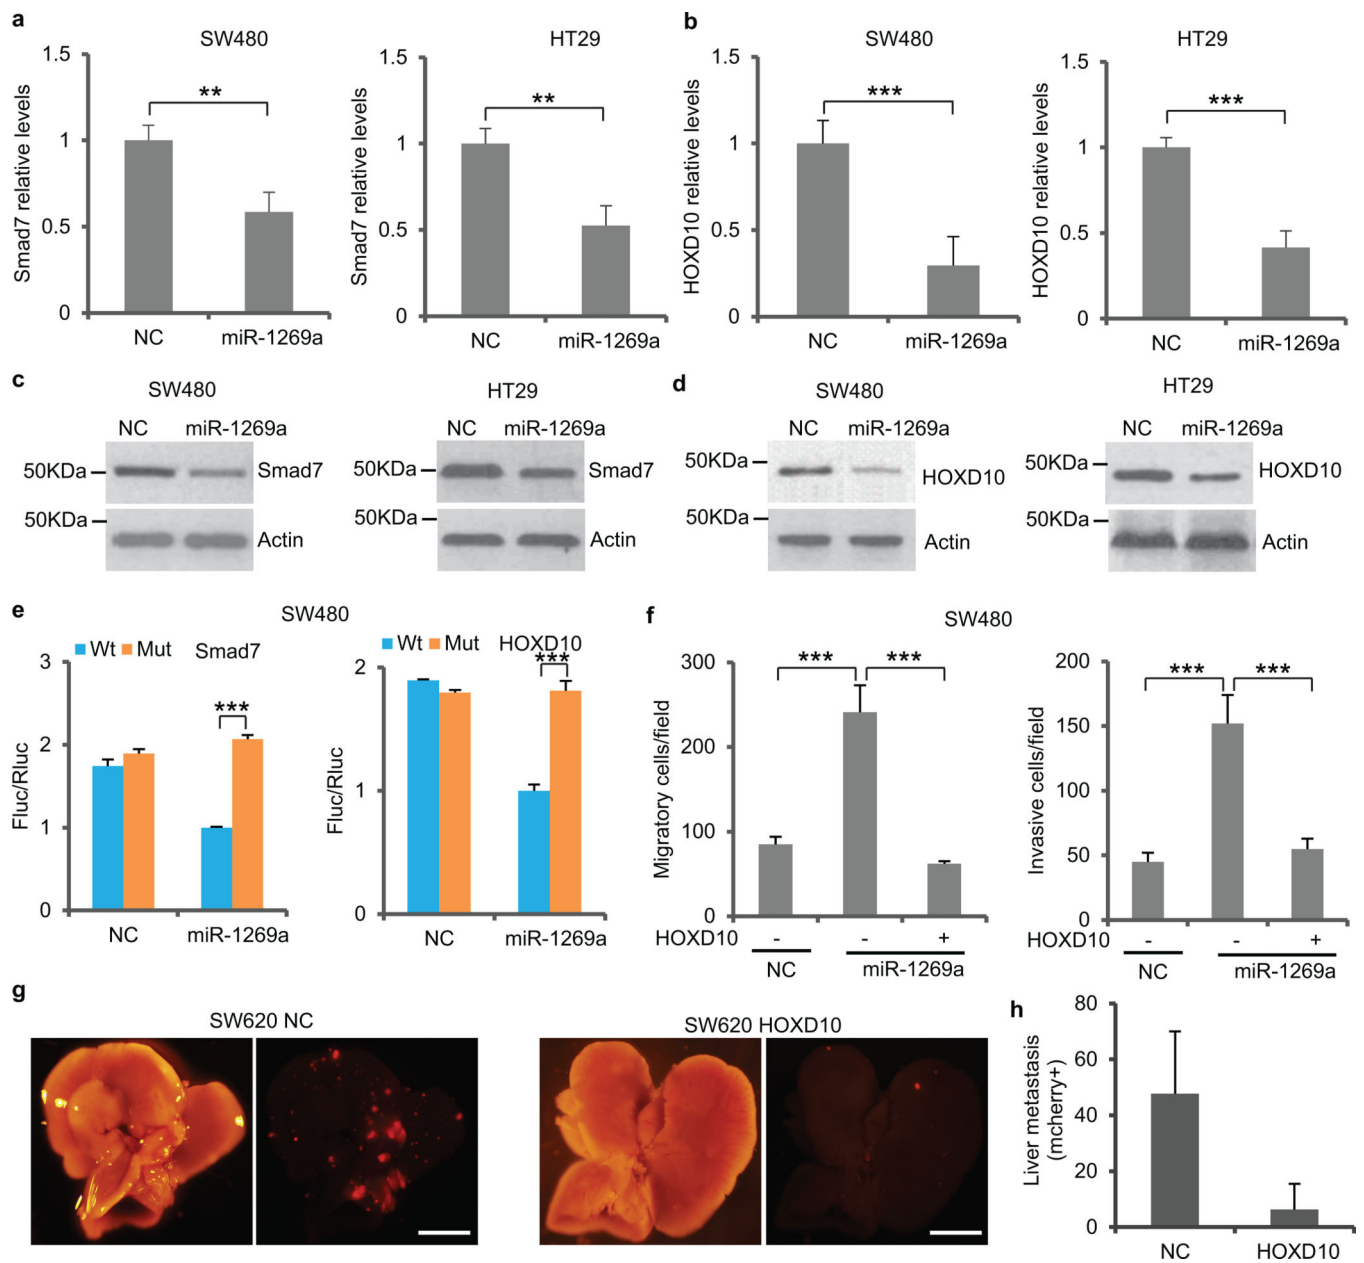 a
SW480
HT29
Smad7 relative levels
1.5
1
0.5
0
**
NC
miR-1269a
Smad7 relative levels
1.5
1
0.5
0
**
NC
miR-1269a
b
SW480
HT29
HOXD10 relative levels
1.5
1
0.5
0
***
NC
miR-1269a
HOXD10 relative levels
1.5
1
0.5
0
***
NC
miR-1269a
c
SW480
NC miR-1269a
50KDa Smad7
50KDa Actin
HT29
NC miR-1269a
50KDa Smad7
50KDa Actin
d
SW480
NC miR-1269a
50KDa HOXD10
50KDa Actin
HT29
NC miR-1269a
50KDa HOXD10
50KDa Actin
e
SW480
Wt Mut Smad7
Fluc/Rluc
3
2
1
0
***
NC
miR-1269a
Wt Mut HOXD10
Fluc/Rluc
2
1
0
***
NC
miR-1269a
f
SW480
Migratory cells/field
300
200
100
0
*** ***
HOXD10 - - +
NC miR-1269a
Invasive cells/field
200
150
100
50
0
*** ***
HOXD10 - - +
NC miR-1269a
g
SW620 NC
SW620 HOXD10
h
Liver metastasis
(mcherry+)
80
60
40
20
0
NC
HOXD10